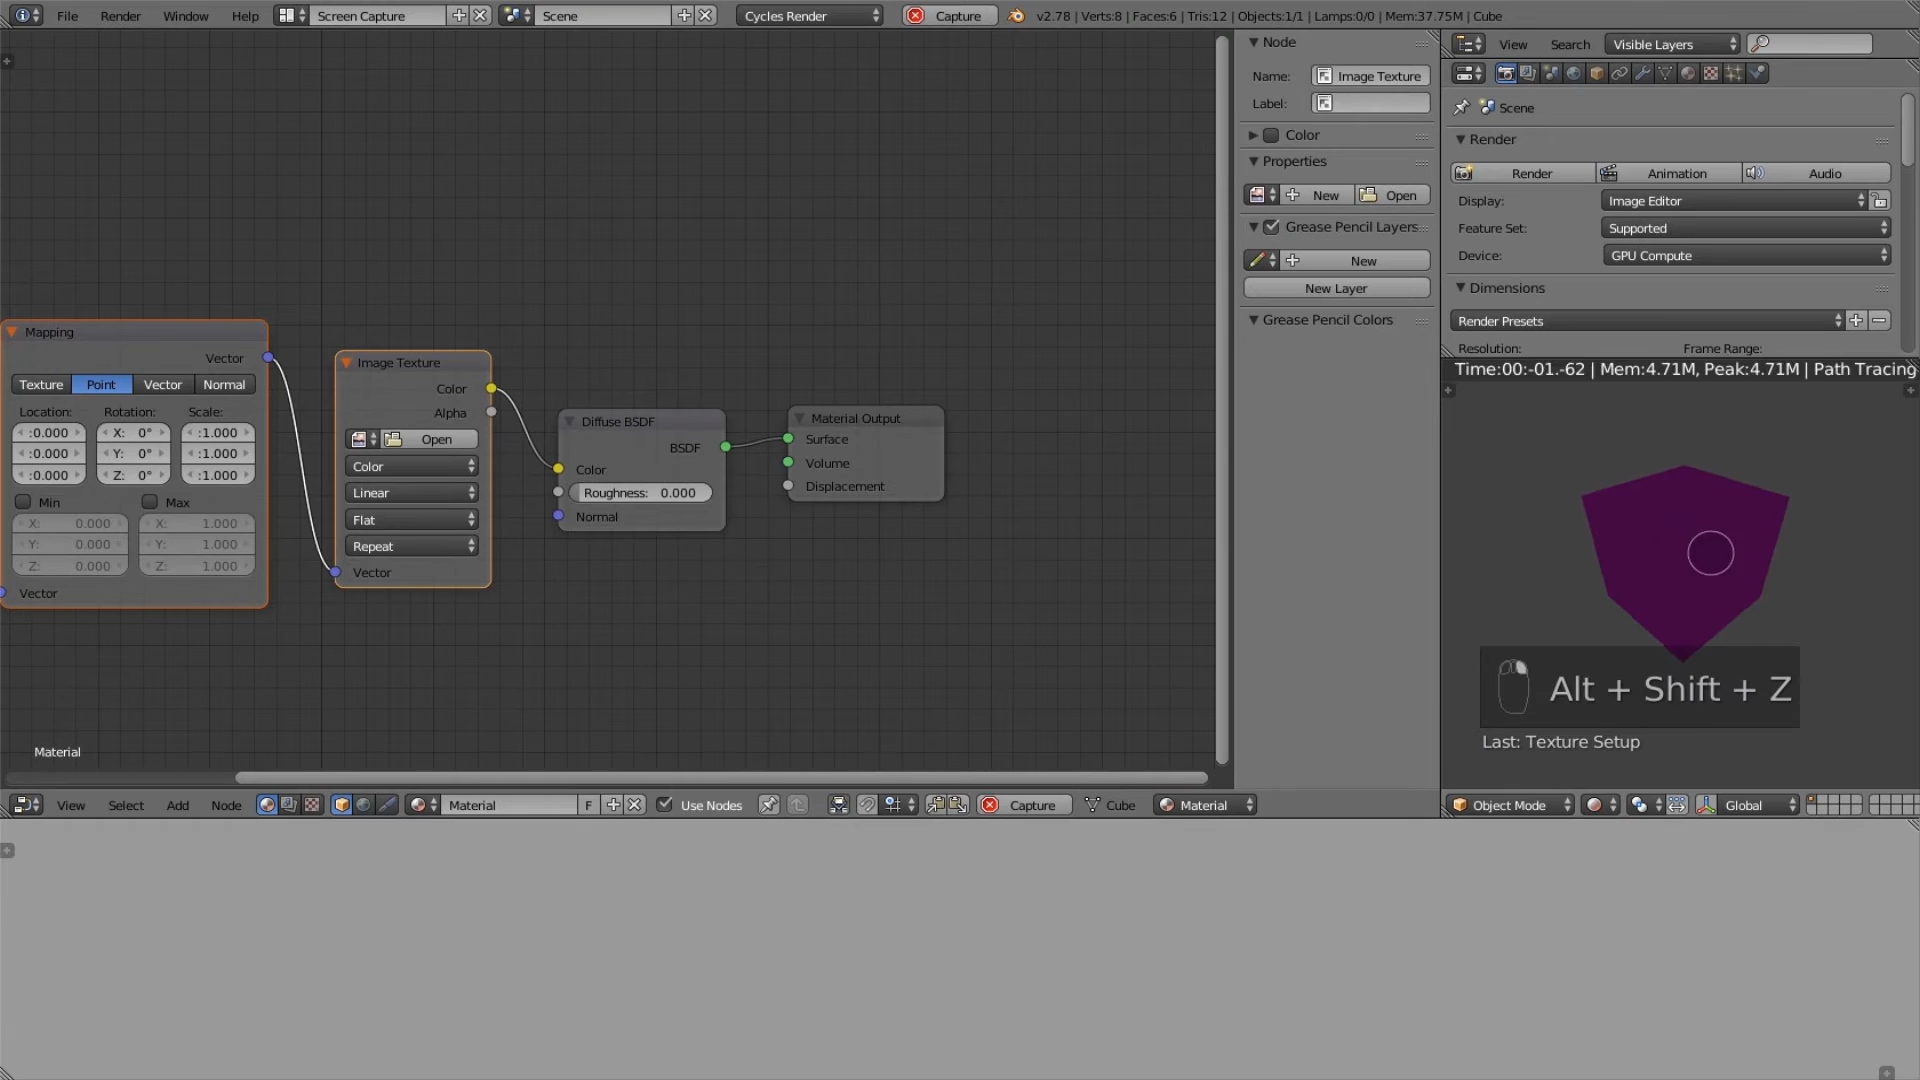 File Render Window Help Screen Capture Scene Cycles Render Capture v2.78 | Verts:8 | Faces:6 | Tris:12 | Objects:1/1 | Lamps:0/0 | Mem:37.75M | Cube
Node
Name: Image Texture
Label:
Color
Properties
New Open
Grease Pencil Layers
New
New Layer
Grease Pencil Colors
View Search Visible Layers
Scene
Render
Render Animation Audio
Display: Image Editor
Feature Set: Supported
Device: GPU Compute
Dimensions
Render Presets
Resolution: Frame Range:
Time:00:-01.-62 | Mem:4.71M, Peak:4.71M | Path Tracing
Mapping
Vector
Texture Point Vector Normal
Location: Rotation: Scale:
:0.000 X: 0° :1.000
:0.000 Y: 0° :1.000
:0.000 Z: 0° :1.000
Min Max
X: 0.000 X: 1.000
Y: 0.000 Y: 1.000
Z: 0.000 Z: 1.000
Vector
Image Texture
Color
Alpha
Open
Color
Linear
Flat
Repeat
Vector
Diffuse BSDF
BSDF
Color
Roughness: 0.000
Normal
Material Output
Surface
Volume
Displacement
Alt + Shift + Z
Last: Texture Setup
Material
View Select Add Node Material F Use Nodes Capture Cube Material
Object Mode Global